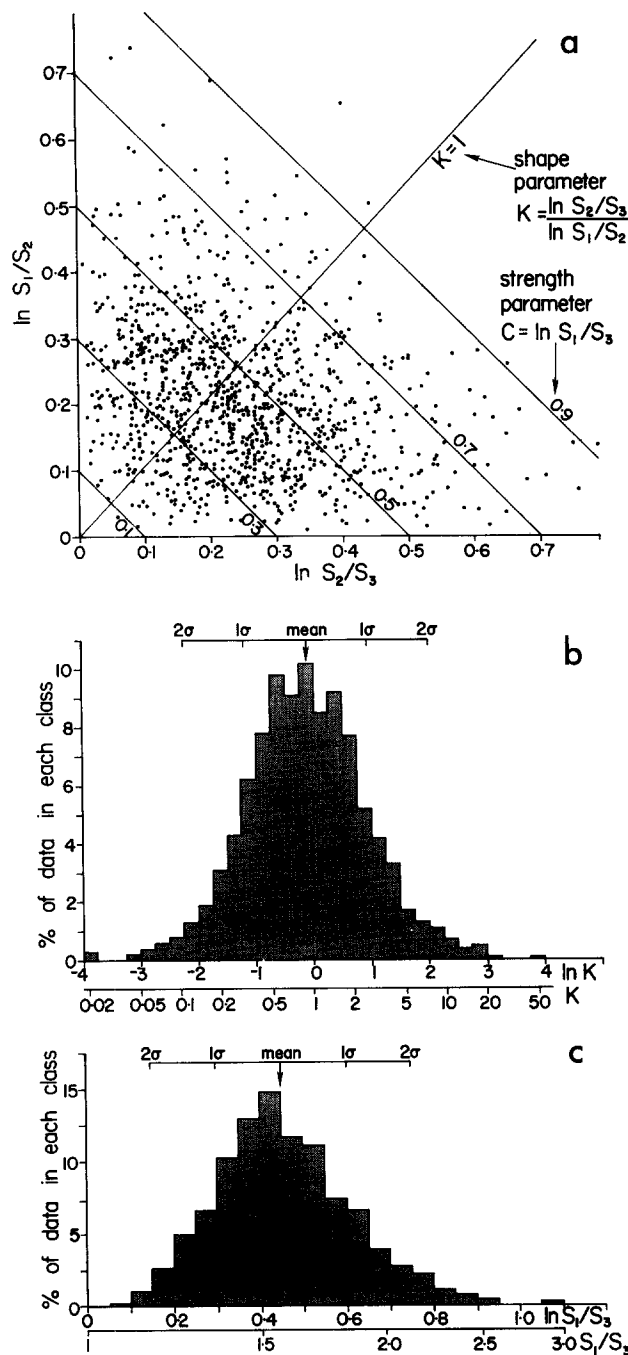 a
0·7
0·6
0·5
0·4
0·3
0·2
0·1
0
ln S₁/S₂
K=1
shape
parameter
K = ln S₂/S₃
ln S₁/S₂
strength
parameter
C = ln S₁/S₃
0·9
0·7
0·5
0·3
0·1
0 0·1 0·2 0·3 0·4 0·5 0·6 0·7
ln S₂/S₃
b
2σ 1σ mean 1σ 2σ
10
8
6
4
2
0
% of data in each class
-4 -3 -2 -1 0 1 2 3 4 ln K
0·02 0·05 0·1 0·2 0·5 1 2 5 10 20 50 K
c
2σ 1σ mean 1σ 2σ
15
10
5
0
% of data in each class
0 0·2 0·4 0·6 0·8 1·0 ln S₁/S₃
1 1·5 2·0 2·5 3·0 S₁/S₃